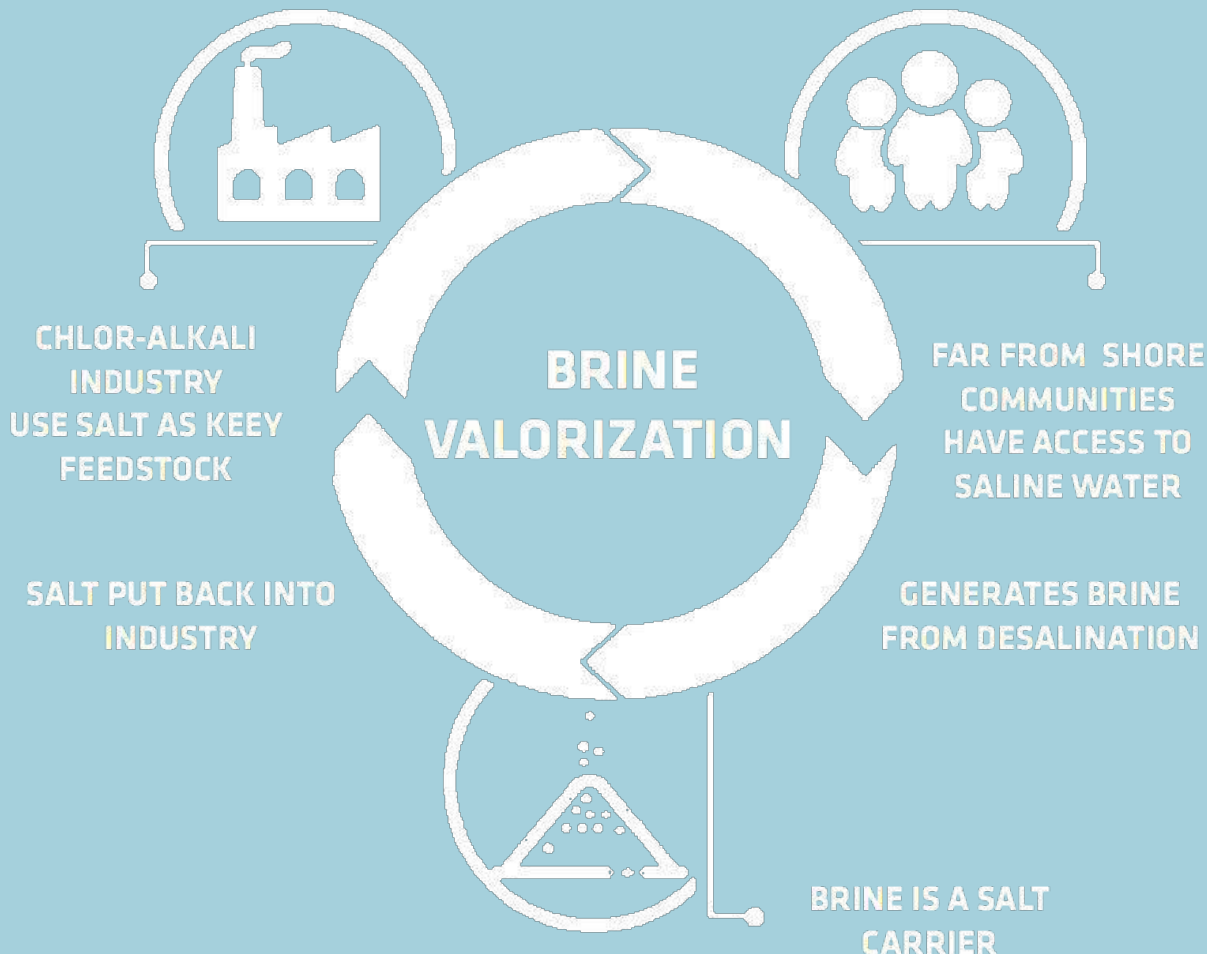 BRINE
VALORIZATION
CHLOR-ALKALI
INDUSTRY
USE SALT AS KEEY
FEEDSTOCK
FAR FROM SHORE
COMMUNITIES
HAVE ACCESS TO
SALINE WATER
SALT PUT BACK INTO
INDUSTRY
GENERATES BRINE
FROM DESALINATION
BRINE IS A SALT
CARRIER